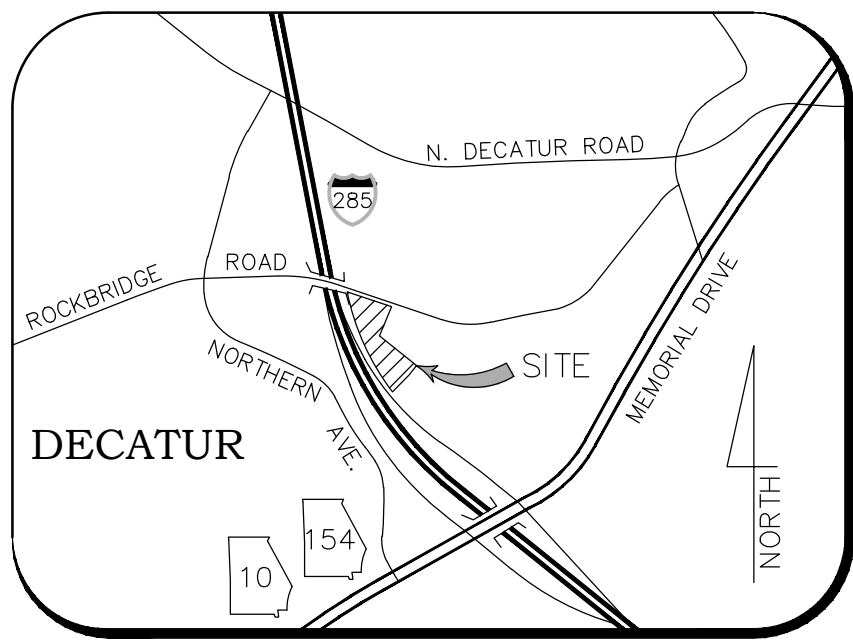 N. DECATUR ROAD
285
ROCKBRIDGE ROAD
NORTHERN AVE.
SITE
MEMORIAL DRIVE
DECATUR
154
10
NORTH